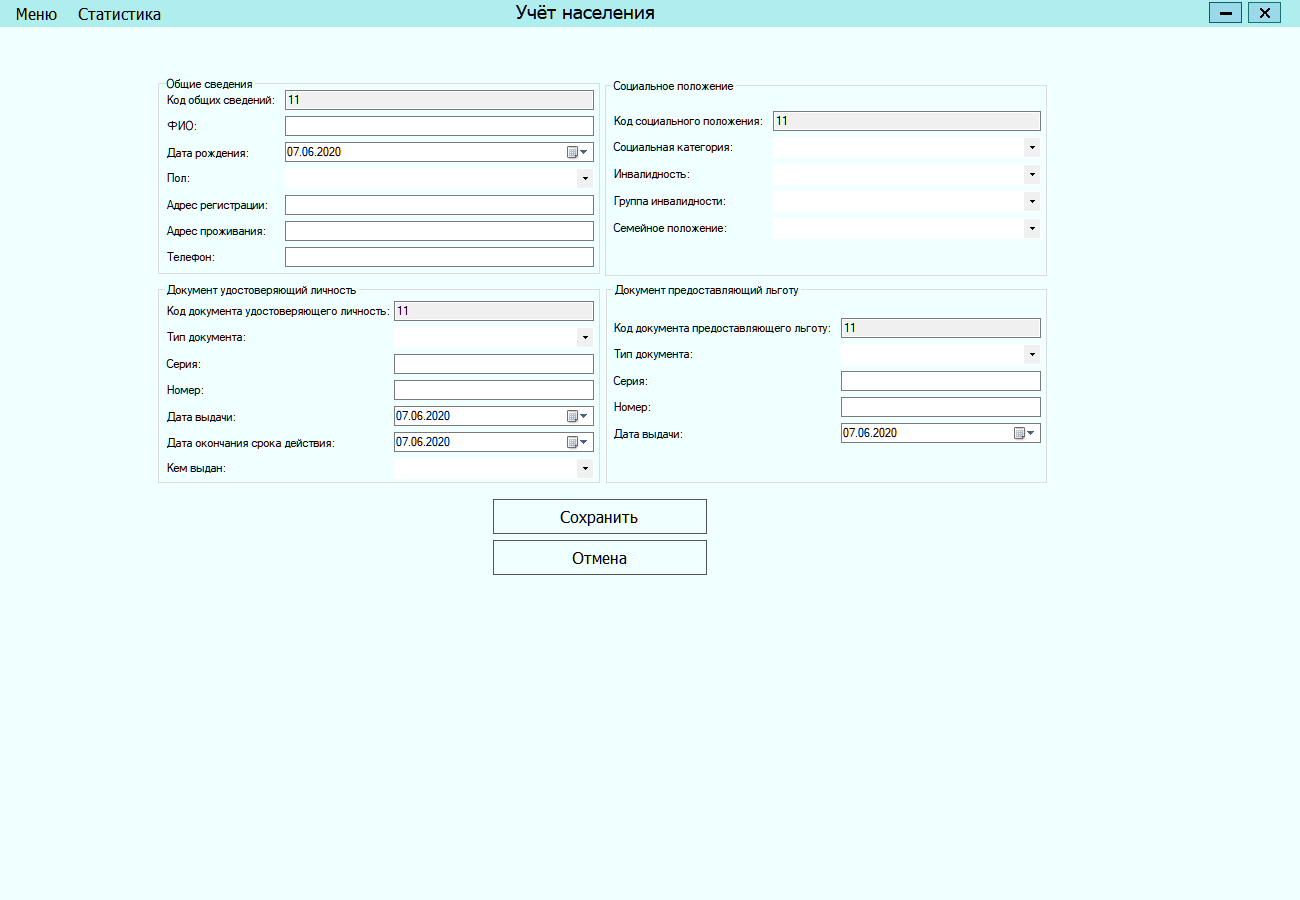 Меню Статистика Учёт населения
Общие сведения
Код общих сведений: 11
ФИО:
Дата рождения: 07.06.2020
Пол:
Адрес регистрации:
Адрес проживания:
Телефон:
Социальное положение
Код социального положения: 11
Социальная категория:
Инвалидность:
Группа инвалидности:
Семейное положение:
Документ удостоверяющий личность
Код документа удостоверяющего личность: 11
Тип документа:
Серия:
Номер:
Дата выдачи: 07.06.2020
Дата окончания срока действия: 07.06.2020
Кем выдан:
Документ предоставляющий льготу
Код документа предоставляющего льготу: 11
Тип документа:
Серия:
Номер:
Дата выдачи: 07.06.2020
Сохранить
Отмена